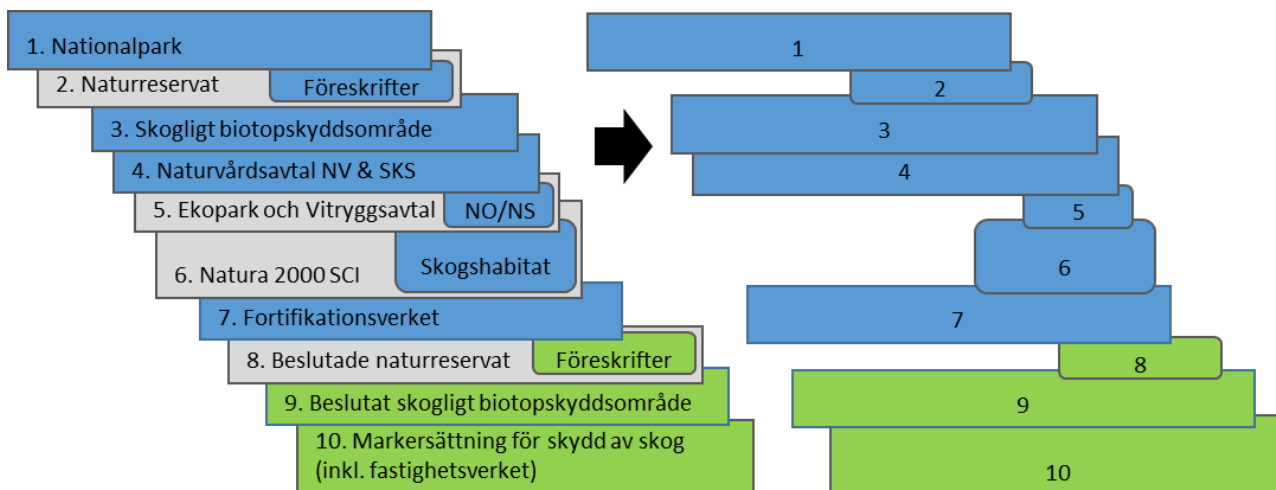 1. Nationalpark
2. Naturreservat
Föreskrifter
3. Skogligt biotopskyddsområde
4. Naturvårdsavtal NV & SKS
5. Ekopark och Vitryggsavtal
NO/NS
6. Natura 2000 SCI
Skogshabitat
7. Fortifikationsverket
8. Beslutade naturreservat
Föreskrifter
9. Beslutat skogligt biotopskyddsområde
10. Markersättning för skydd av skog
(inkl. fastighetsverket)
1
2
3
4
5
6
7
8
9
10